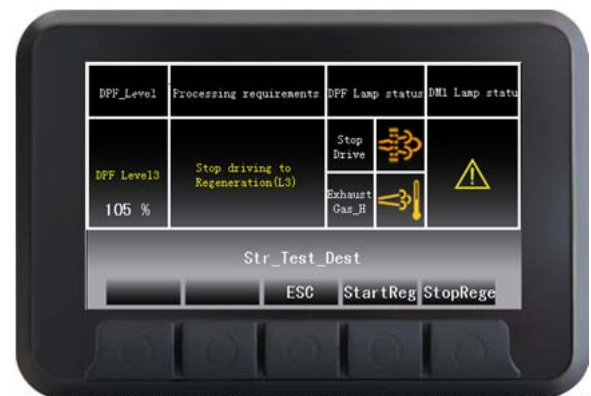 DPF_Level Processing requirements DPF Lamp status DM1 Lamp statu
DPF Level3
105 %
Stop driving to
Regeneration(L3)
Stop
Drive
Exhaust
Gas_H
Str_Test_Dest
ESC StartReg StopRege